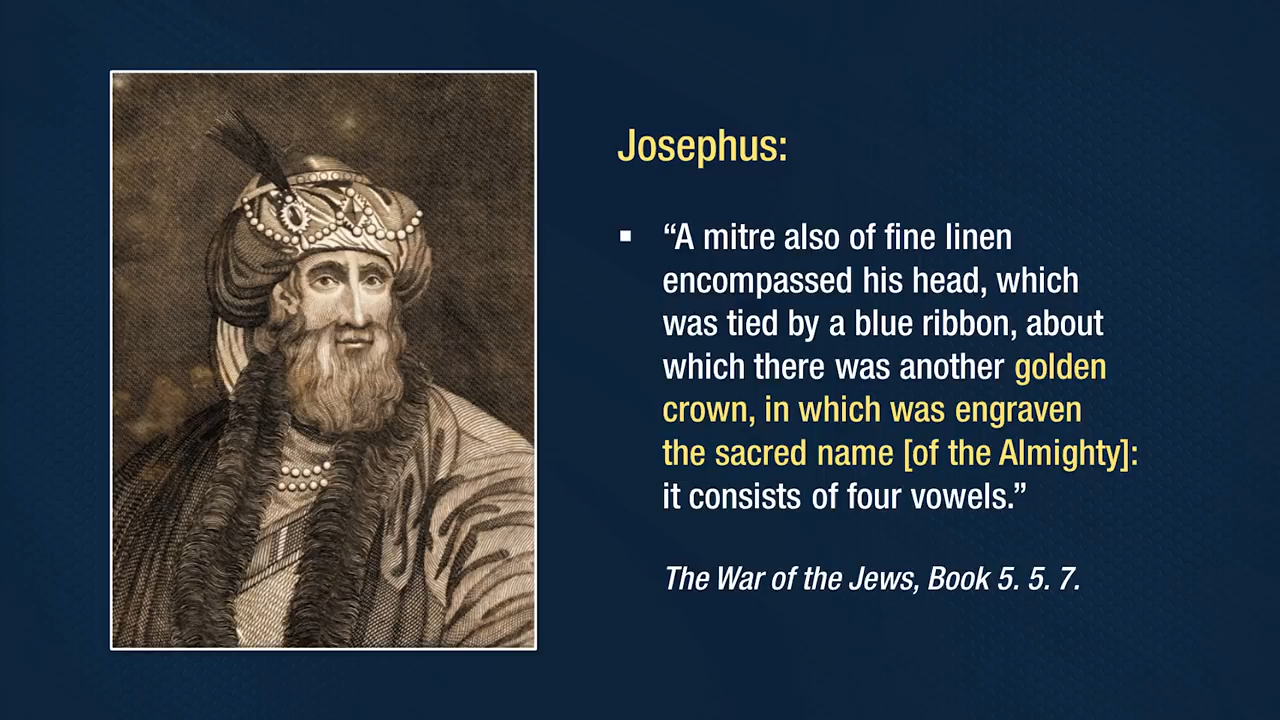 Josephus:
▪ “A mitre also of fine linen
encompassed his head, which
was tied by a blue ribbon, about
which there was another golden
crown, in which was engraven
the sacred name [of the Almighty]:
it consists of four vowels.”
The War of the Jews, Book 5. 5. 7.